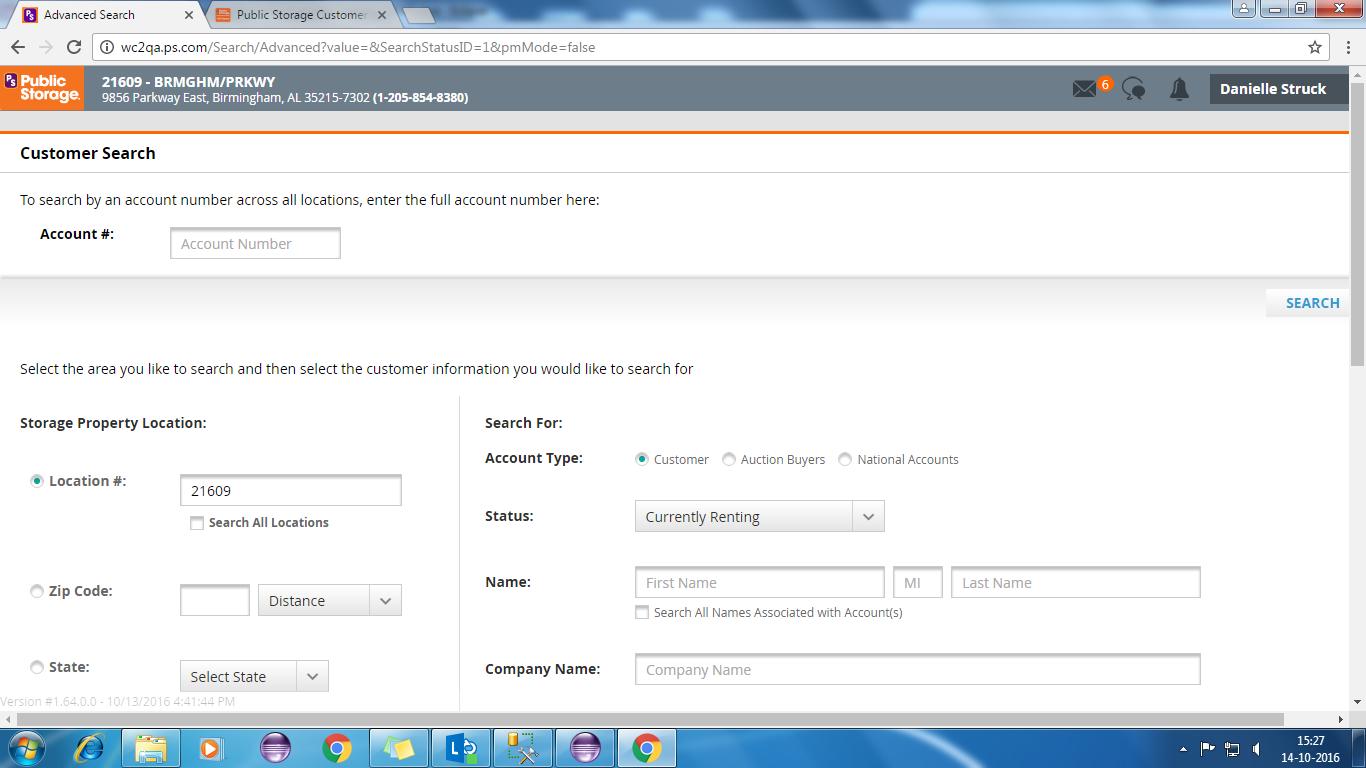 Advanced Search
Public Storage Customer
wc2qa.ps.com/Search/Advanced?value=&SearchStatusID=1&pmMode=false
PS Public Storage.
21609 - BRMGHM/PRKWY
9856 Parkway East, Birmingham, AL 35215-7302 (1-205-854-8380)
6
Danielle Struck
Customer Search
To search by an account number across all locations, enter the full account number here:
Account #:
Account Number
SEARCH
Select the area you like to search and then select the customer information you would like to search for
Storage Property Location:
Location #:
21609
Search All Locations
Zip Code:
Distance
State:
Select State
Search For:
Account Type:
Customer
Auction Buyers
National Accounts
Status:
Currently Renting
Name:
First Name
MI
Last Name
Search All Names Associated with Account(s)
Company Name:
Company Name
Version #1.64.0.0 - 10/13/2016 4:41:44 PM
15:27
14-10-2016